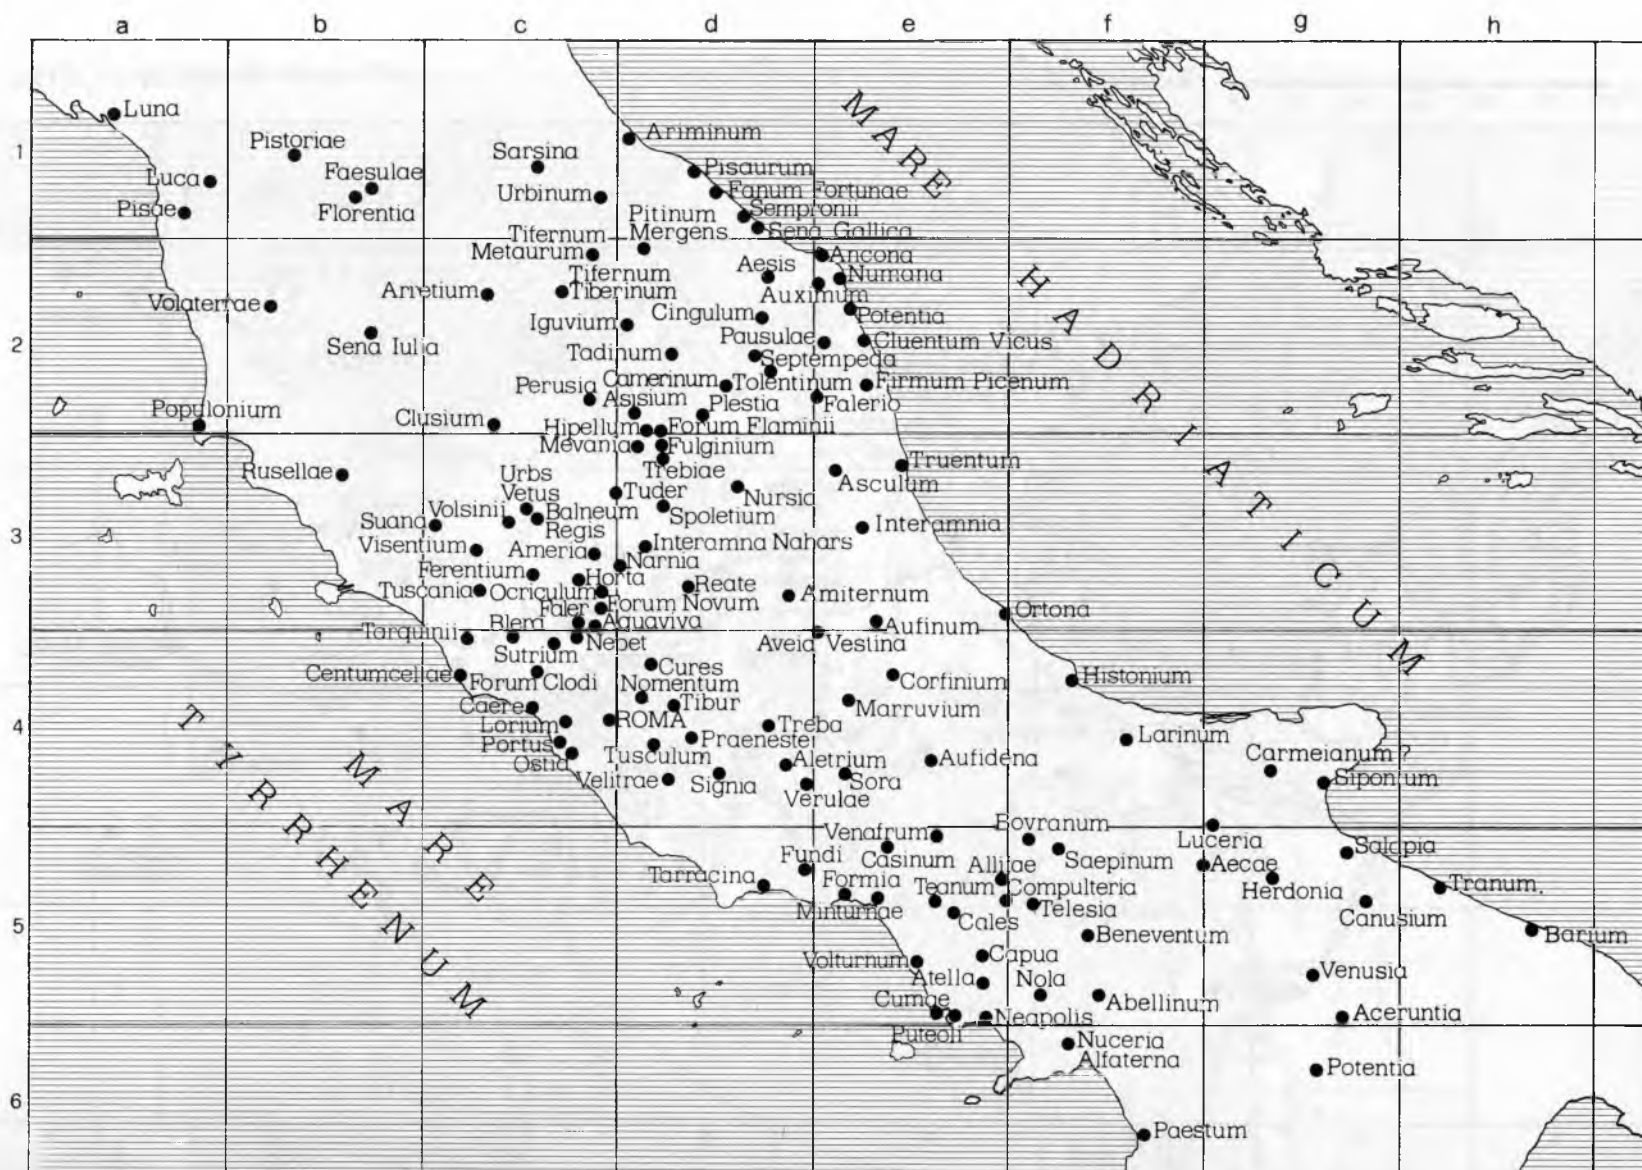 a b c d e f g h
1
2
3
4
5
6
MARE
HADRIATICUM
MARE
TYRRHENUM
Luna
Ariminum
Pistoriae
Sarsina
Pisaurum
Faesulae
Luca
Urbinum
Fanum Fortunae
Pisae
Florentia
Pitinum
Mergens
Sempronii
Sena Gallica
Tifernum
Metaurum
Ancona
Aesis
Numana
Tifernum
Tiberinum
Arretium
Auximum
Volaterrae
Cingulum
Potentia
Iguvium
Pausulae
Cluentum Vicus
Sena Iulia
Tadinum
Septempeda
Perusia
Camerinum
Tolentinum
Firmum Picenum
Asisium
Plestia
Falerio
Populonium
Clusium
Hipellum
Forum Flaminii
Mevania
Fulginium
Trebiae
Truentum
Rusellae
Urbs
Vetus
Tuder
Nursia
Asculum
Volsinii
Balneum
Regis
Spoletium
Suana
Interamnia
Visentium
Ameria
Interamna Nahars
Narnia
Ferentium
Horta
Reate
Tuscania
Ocriculum
Amiternum
Faler
Forum Novum
Ortona
Blera
Aquaviva
Aufinum
Tarquinii
Nepet
Aveia Vestina
Sutrium
Cures
Centumcellae
Forum Clodi
Corfinium
Histonium
Nomentum
Caere
Tibur
Marruvium
Lorium
ROMA
Treba
Portus
Praeneste
Larinum
Ostia
Tusculum
Aletrium
Aufidena
Carmeianum ?
Velitrae
Signia
Sora
Sipontum
Verulae
Venafrum
Bovranum
Luceria
Fundi
Casinum
Saepinum
Aecae
Salapia
Tarracina
Formia
Allifae
Teanum
Compulteria
Herdonia
Tranum.
Minturnae
Cales
Telesia
Canusium
Beneventum
Barium
Volturnum
Capua
Atella
Nola
Venusia
Cumae
Abellinum
Neapolis
Aceruntia
Puteoli
Nuceria
Alfaterna
Potentia
Paestum